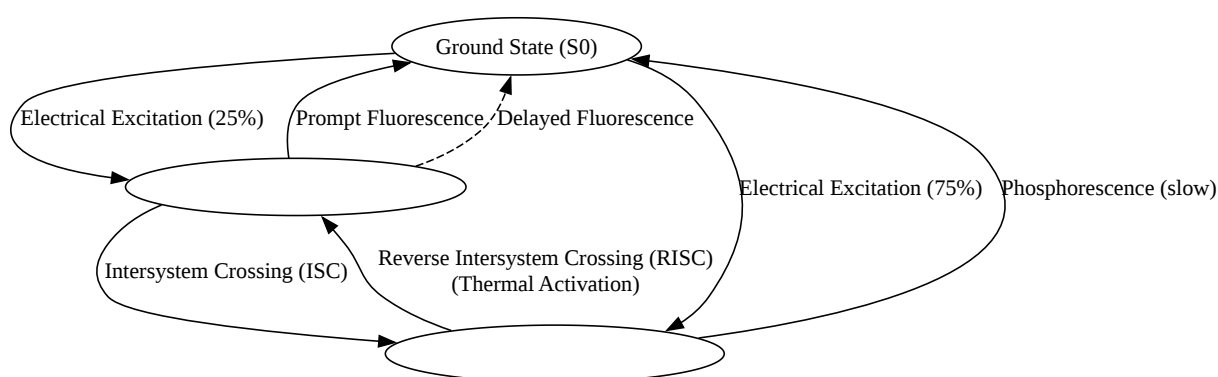 Ground State (S0)
Electrical Excitation (25%)
Prompt Fluorescence
Delayed Fluorescence
Electrical Excitation (75%)
Phosphorescence (slow)
Reverse Intersystem Crossing (RISC)
(Thermal Activation)
Intersystem Crossing (ISC)